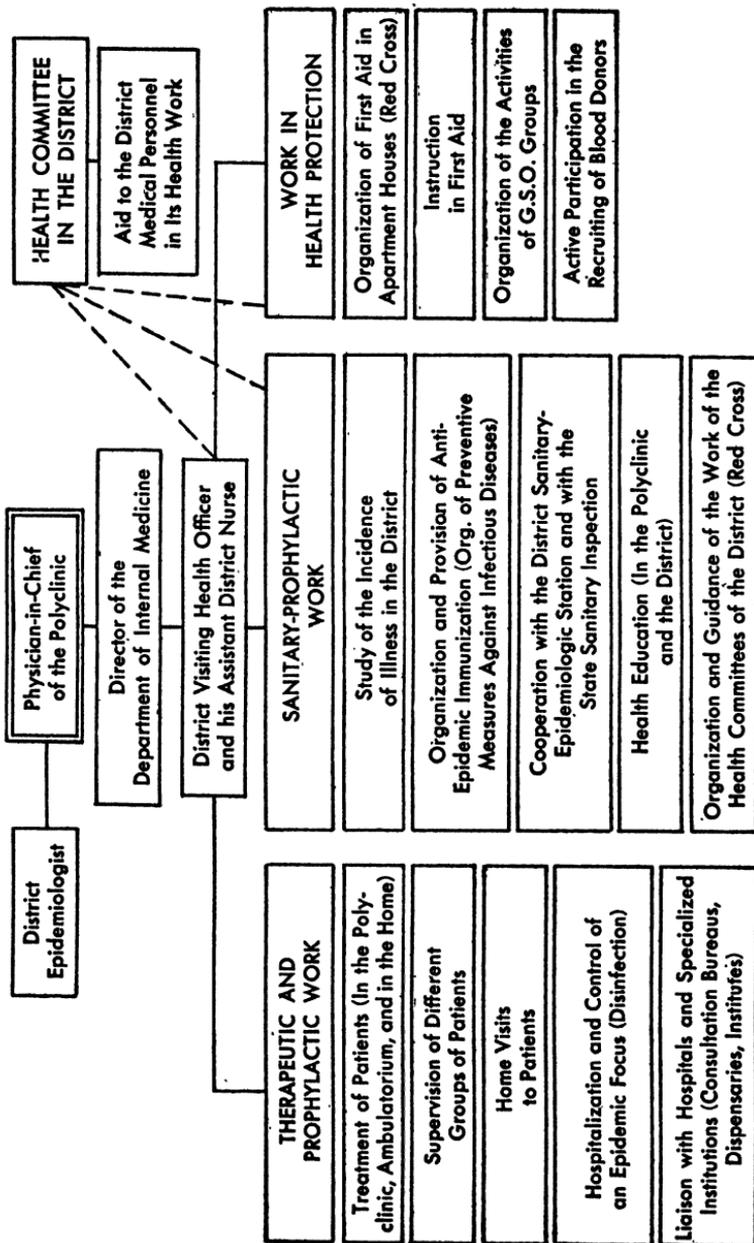 Physician-in-Chief
of the Polyclinic
District
Epidemiologist
HEALTH COMMITTEE
IN THE DISTRICT
Aid to the District
Medical Personnel
in Its Health Work
Director of the
Department of Internal Medicine
District Visiting Health Officer
and his Assistant District Nurse
THERAPEUTIC AND
PROPHYLACTIC WORK
Treatment of Patients (In the Poly-
clinic, Ambulatorium, and in the Home)
Supervision of Different
Groups of Patients
Home Visits
to Patients
Hospitalization and Control of
an Epidemic Focus (Disinfection)
Liaison with Hospitals and Specialized
Institutions (Consultation Bureaus,
Dispensaries, Institutes)
SANITARY-PROPHYLACTIC
WORK
Study of the Incidence
of Illness in the District
Organization and Provision of Anti-
Epidemic Immunization (Org. of Preventive
Measures Against Infectious Diseases)
Cooperation with the District Sanitary-
Epidemiologic Station and with the
State Sanitary Inspection
Health Education (In the Polyclinic
and the District)
Organization and Guidance of the Work of the
Health Committees of the District (Red Cross)
WORK IN
HEALTH PROTECTION
Organization of First Aid in
Apartment Houses (Red Cross)
Instruction
in First Aid
Organization of the Activities
of G.S.O. Groups
Active Participation in the
Recruiting of Blood Donors